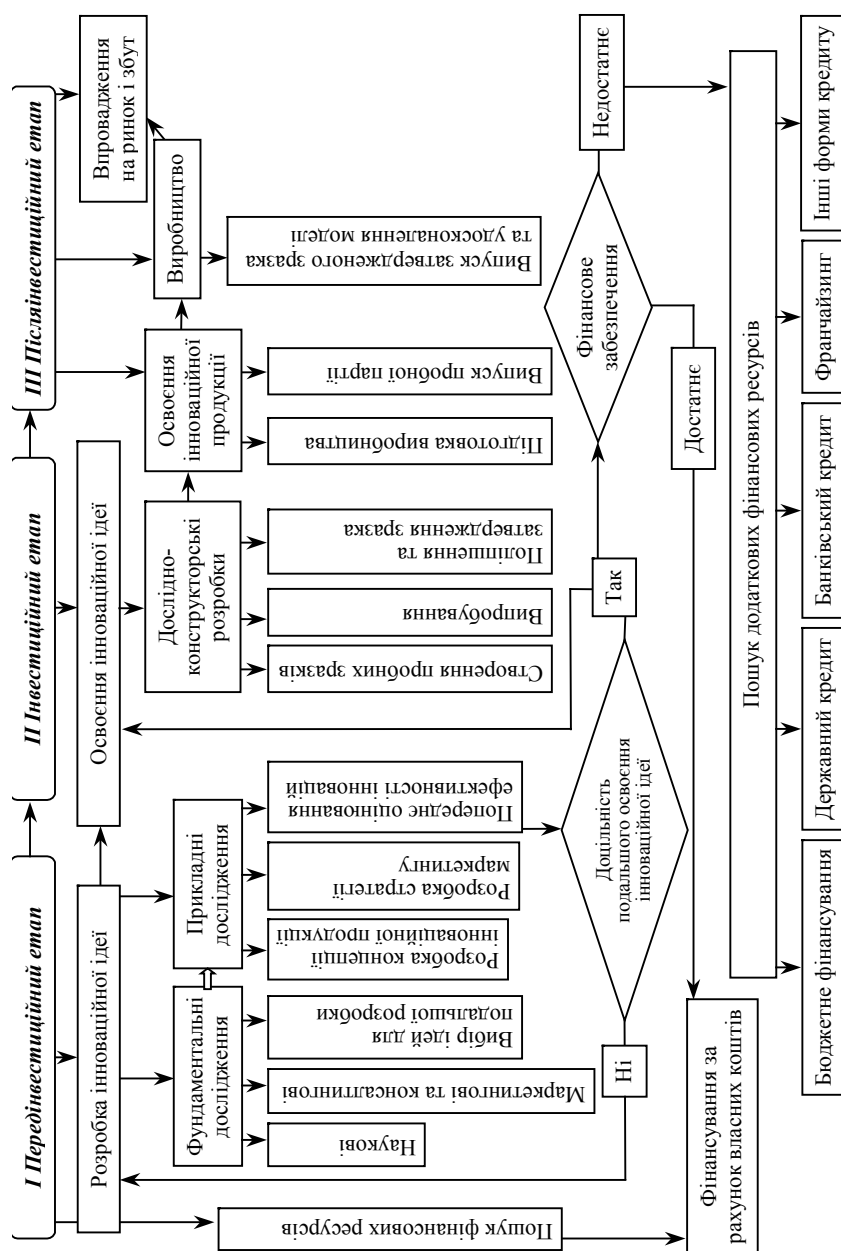 I Передінвестиційний етап
II Інвестиційний етап
III Післяінвестиційний етап
Розробка інноваційної ідеї
Освоєння інноваційної ідеї
Впровадження
на ринок і збут
Фундаментальні
дослідження
Прикладні
дослідження
Дослідно-
конструкторські
розробки
Освоєння
інноваційної
продукції
Виробництво
Пошук фінансових ресурсів
Наукові
Маркетингові та консалтингові
Вибір ідей для
подальшої розробки
Розробка концепції
інноваційної продукції
Розробка стратегії
маркетингу
Попереднє оцінювання
ефективності інновацій
Створення пробних зразків
Випробування
Поліпшення та
затвердження зразка
Підготовка виробництва
Випуск пробної партії
Випуск затвердженого зразка
та удосконалення моделі
Ні
Доцільність
подальшого освоєння
інноваційної ідеї
Так
Фінансове
забезпечення
Недостатнє
Достатнє
Фінансування за
рахунок власних коштів
Пошук додаткових фінансових ресурсів
Бюджетне фінансування
Державний кредит
Банківський кредит
Франчайзинг
Інші форми кредиту